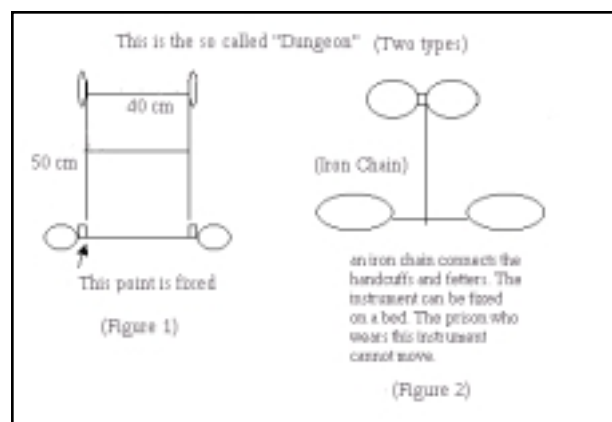 This is the so called "Dungeon" (Two types)
40 cm
50 cm
This point is fixed
(Figure 1)
(Iron Chain)
an iron chain connects the
handcuffs and fetters. The
instrument can be fixed
on a bed. The prison who
wears this instrument
cannot move.
(Figure 2)